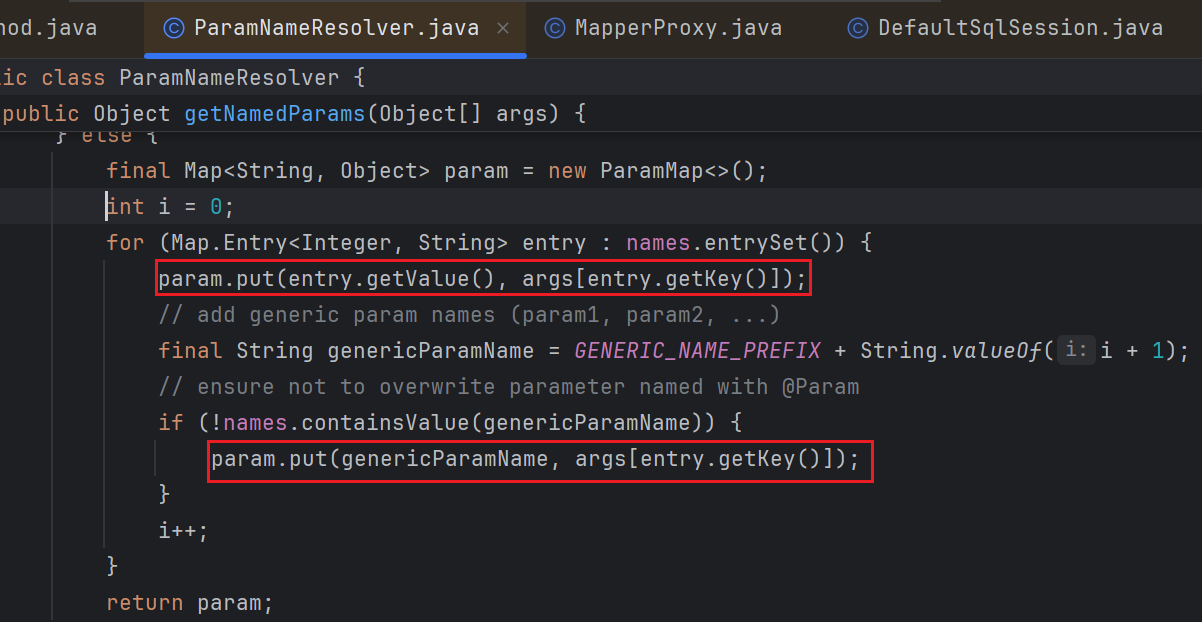 nod.java ParamNameResolver.java MapperProxy.java DefaultSqlSession.java
lic class ParamNameResolver {
public Object getNamedParams(Object[] args) {
} else {
final Map<String, Object> param = new ParamMap<>();
int i = 0;
for (Map.Entry<Integer, String> entry : names.entrySet()) {
param.put(entry.getValue(), args[entry.getKey()]);
// add generic param names (param1, param2, ...)
final String genericParamName = GENERIC_NAME_PREFIX + String.valueOf( i: i + 1);
// ensure not to overwrite parameter named with @Param
if (!names.containsValue(genericParamName)) {
param.put(genericParamName, args[entry.getKey()]);
}
i++;
}
return param;